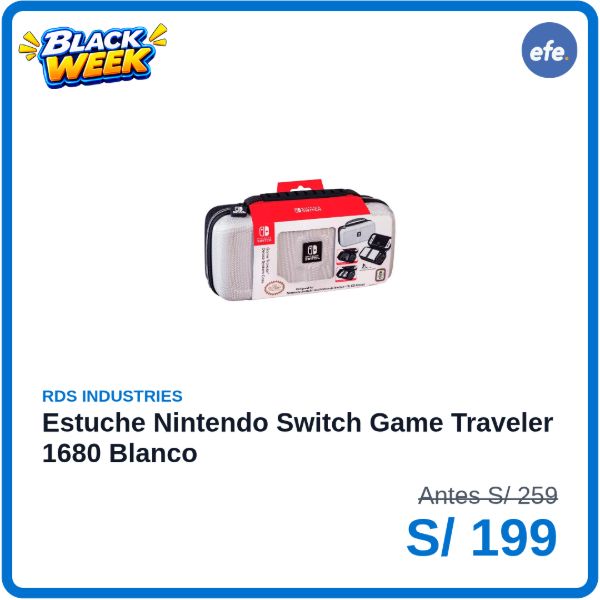 BLACK
WEEK
efe.
RDS INDUSTRIES
Estuche Nintendo Switch Game Traveler
1680 Blanco
Antes S/ 259
S/ 199